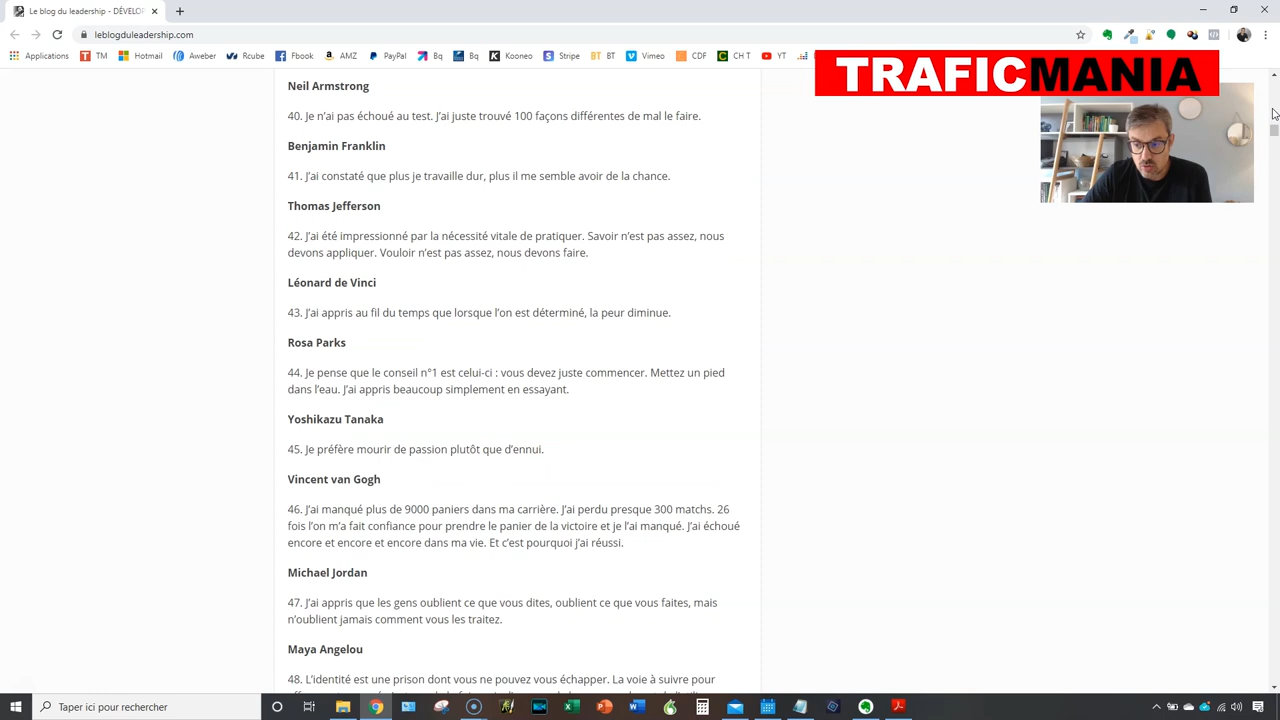 Le blog du leadership - DÉVELOP
leblogduleadership.com
Applications TM Hotmail Aweber Rcube Fbook AMZ PayPal Bq Bq Kooneo Stripe BT BT Vimeo CDF CH T YT
TRAFICMANIA
Neil Armstrong
40. Je n’ai pas échoué au test. J’ai juste trouvé 100 façons différentes de mal le faire.
Benjamin Franklin
41. J’ai constaté que plus je travaille dur, plus il me semble avoir de la chance.
Thomas Jefferson
42. J’ai été impressionné par la nécessité vitale de pratiquer. Savoir n’est pas assez, nous
devons appliquer. Vouloir n’est pas assez, nous devons faire.
Léonard de Vinci
43. J’ai appris au fil du temps que lorsque l’on est déterminé, la peur diminue.
Rosa Parks
44. Je pense que le conseil n°1 est celui-ci : vous devez juste commencer. Mettez un pied
dans l’eau. J’ai appris beaucoup simplement en essayant.
Yoshikazu Tanaka
45. Je préfère mourir de passion plutôt que d’ennui.
Vincent van Gogh
46. J’ai manqué plus de 9000 paniers dans ma carrière. J’ai perdu presque 300 matchs. 26
fois l’on m’a fait confiance pour prendre le panier de la victoire et je l’ai manqué. J’ai échoué
encore et encore et encore dans ma vie. Et c’est pourquoi j’ai réussi.
Michael Jordan
47. J’ai appris que les gens oublient ce que vous dites, oublient ce que vous faites, mais
n’oublient jamais comment vous les traitez.
Maya Angelou
48. L’identité est une prison dont vous ne pouvez vous échapper. La voie à suivre pour
Taper ici pour rechercher